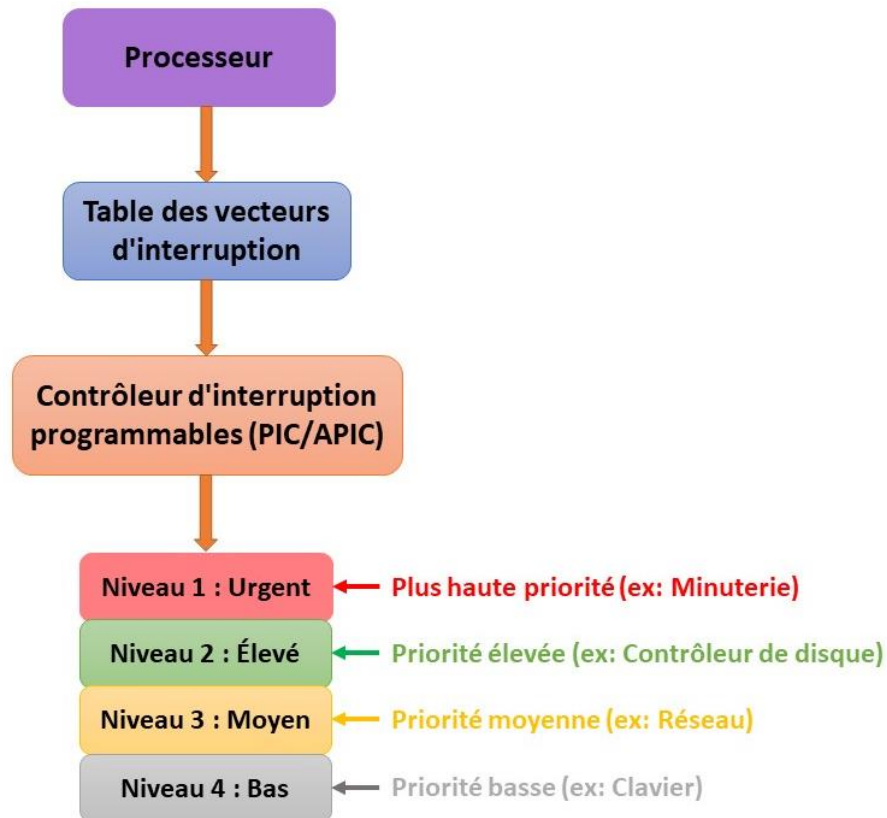 Processeur
Table des vecteurs
d'interruption
Contrôleur d'interruption
programmables (PIC/APIC)
Niveau 1 : Urgent
Plus haute priorité (ex: Minuterie)
Niveau 2 : Élevé
Priorité élevée (ex: Contrôleur de disque)
Niveau 3 : Moyen
Priorité moyenne (ex: Réseau)
Niveau 4 : Bas
Priorité basse (ex: Clavier)